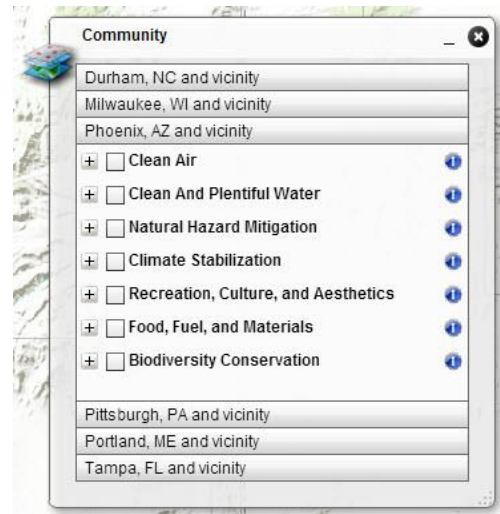 Community
Durham, NC and vicinity
Milwaukee, WI and vicinity
Phoenix, AZ and vicinity
Clean Air
Clean And Plentiful Water
Natural Hazard Mitigation
Climate Stabilization
Recreation, Culture, and Aesthetics
Food, Fuel, and Materials
Biodiversity Conservation
Pittsburgh, PA and vicinity
Portland, ME and vicinity
Tampa, FL and vicinity